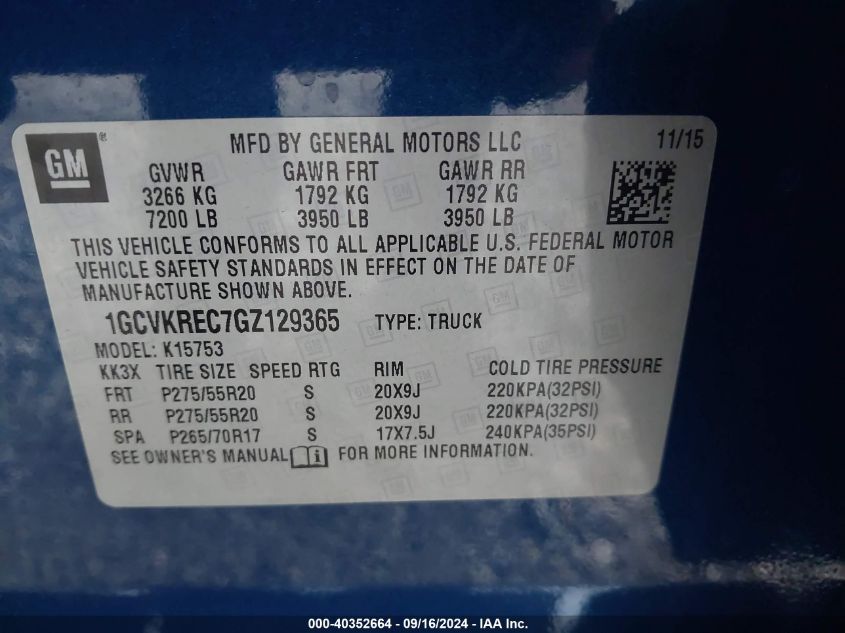 GM
MFD BY GENERAL MOTORS LLC 11/15
GVWR GAWR FRT GAWR RR
3266 KG 1792 KG 1792 KG
7200 LB 3950 LB 3950 LB
THIS VEHICLE CONFORMS TO ALL APPLICABLE U.S. FEDERAL MOTOR
VEHICLE SAFETY STANDARDS IN EFFECT ON THE DATE OF
MANUFACTURE SHOWN ABOVE.
1GCVKREC7GZ129365 TYPE: TRUCK
MODEL: K15753
KK3X TIRE SIZE SPEED RTG RIM COLD TIRE PRESSURE
FRT P275/55R20 S 20X9J 220KPA(32PSI)
RR P275/55R20 S 20X9J 220KPA(32PSI)
SPA P265/70R17 S 17X7.5J 240KPA(35PSI)
SEE OWNER'S MANUAL FOR MORE INFORMATION.
000-40352664 - 09/16/2024 - IAA Inc.